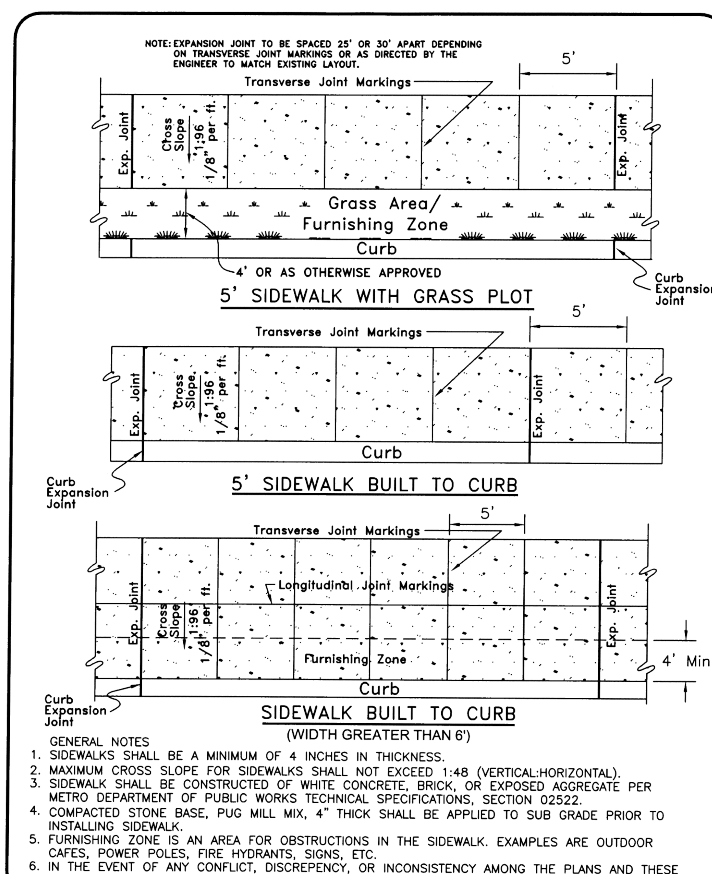 NOTE: EXPANSION JOINT TO BE SPACED 25' OR 30' APART DEPENDING
ON TRANSVERSE JOINT MARKINGS OR AS DIRECTED BY THE
ENGINEER TO MATCH EXISTING LAYOUT.
5'
Transverse Joint Markings
Exp. Joint
Cross
Slope
1:96
1/8" per ft.
Exp. Joint
Grass Area/
Furnishing Zone
Curb
4' OR AS OTHERWISE APPROVED
Curb
Expansion
Joint
5' SIDEWALK WITH GRASS PLOT
5'
Transverse Joint Markings
Exp. Joint
Cross
Slope
1:96
1/8" per ft.
Exp. Joint
Curb
Curb
Expansion
Joint
5' SIDEWALK BUILT TO CURB
5'
Transverse Joint Markings
Longitudinal Joint Markings
Exp. Joint
Cross
Slope
1:96
1/8" per ft.
Exp. Joint
Furnishing Zone
4' Min
Curb
Curb
Expansion
Joint
SIDEWALK BUILT TO CURB
(WIDTH GREATER THAN 6')
GENERAL NOTES
1. SIDEWALKS SHALL BE A MINIMUM OF 4 INCHES IN THICKNESS.
2. MAXIMUM CROSS SLOPE FOR SIDEWALKS SHALL NOT EXCEED 1:48 (VERTICAL:HORIZONTAL).
3. SIDEWALK SHALL BE CONSTRUCTED OF WHITE CONCRETE, BRICK, OR EXPOSED AGGREGATE PER
METRO DEPARTMENT OF PUBLIC WORKS TECHNICAL SPECIFICATIONS, SECTION 02522.
4. COMPACTED STONE BASE, PUG MILL MIX, 4" THICK SHALL BE APPLIED TO SUB GRADE PRIOR TO
INSTALLING SIDEWALK.
5. FURNISHING ZONE IS AN AREA FOR OBSTRUCTIONS IN THE SIDEWALK. EXAMPLES ARE OUTDOOR
CAFES, POWER POLES, FIRE HYDRANTS, SIGNS, ETC.
6. IN THE EVENT OF ANY CONFLICT, DISCREPENCY, OR INCONSISTENCY AMONG THE PLANS AND THESE